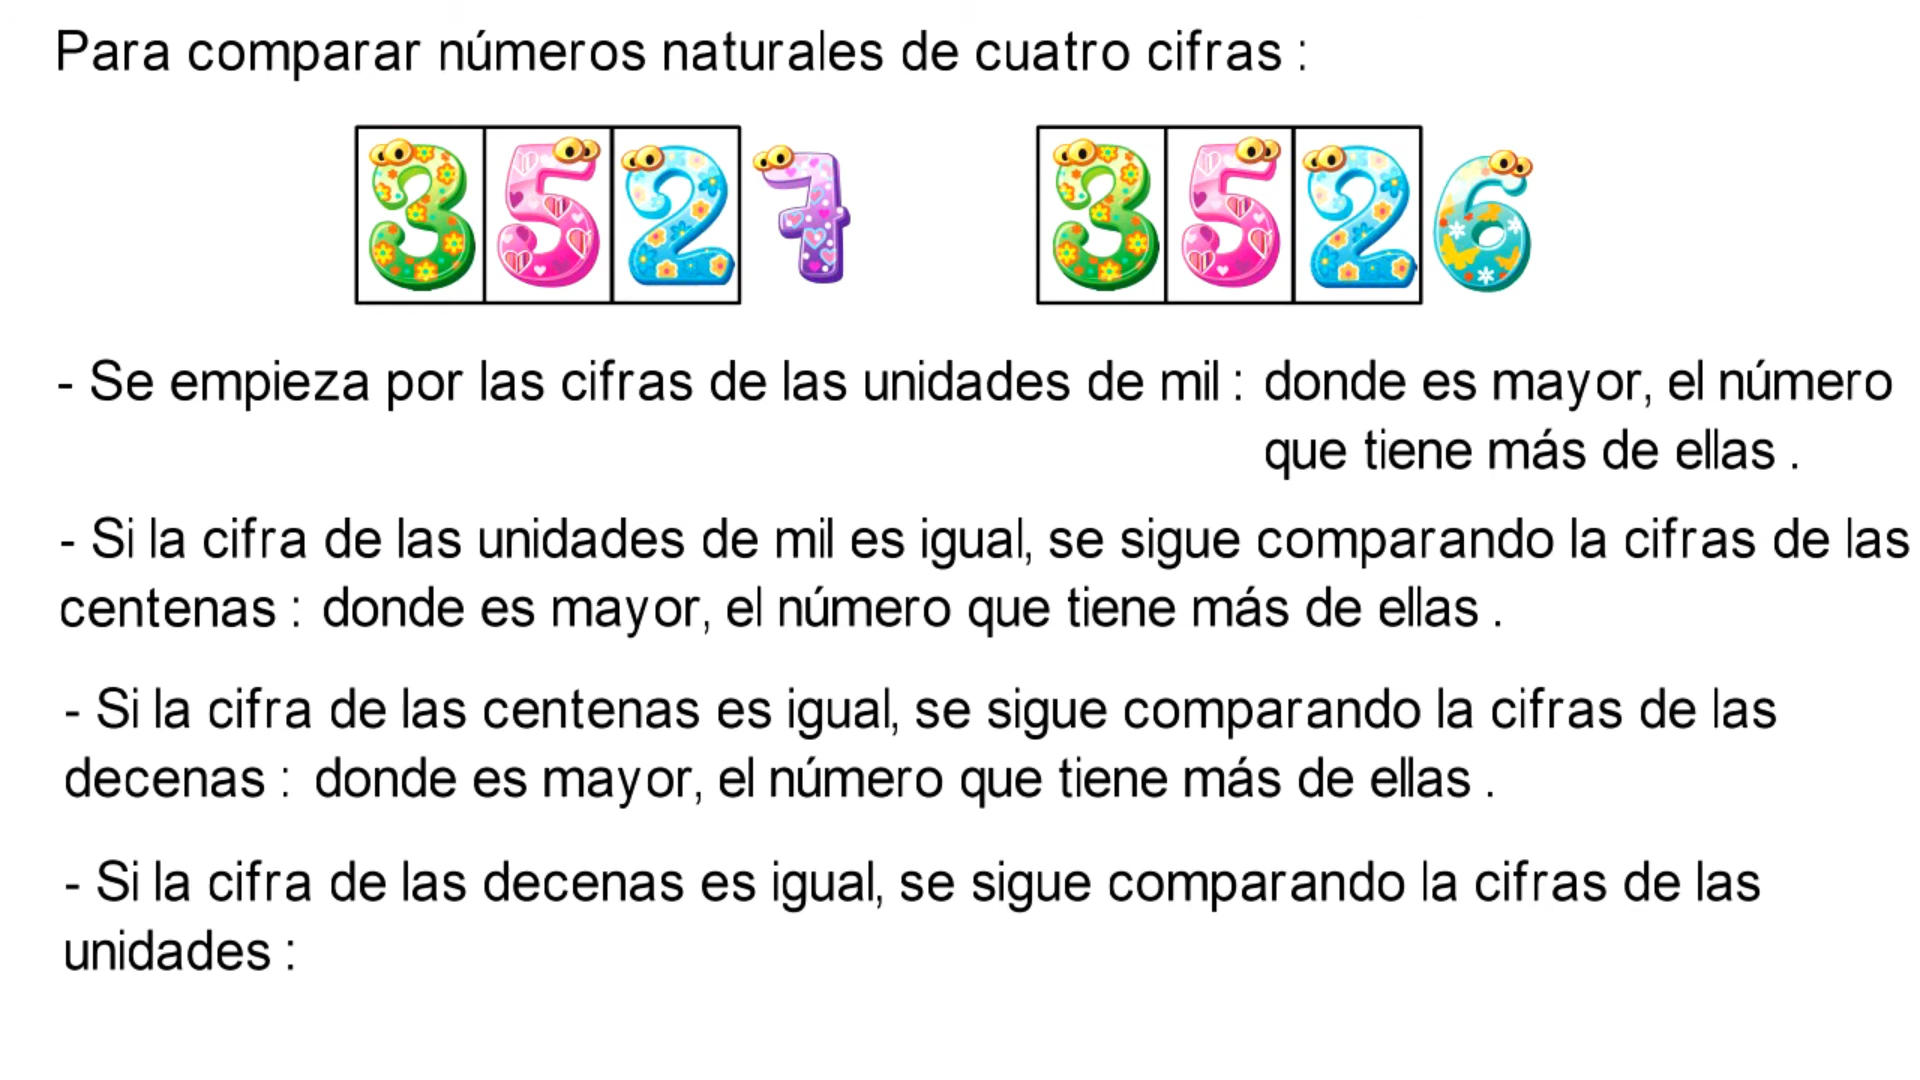 Para comparar números naturales de cuatro cifras :
3527 3526
- Se empieza por las cifras de las unidades de mil : donde es mayor, el número
que tiene más de ellas .
- Si la cifra de las unidades de mil es igual, se sigue comparando la cifras de las
centenas : donde es mayor, el número que tiene más de ellas .
- Si la cifra de las centenas es igual, se sigue comparando la cifras de las
decenas : donde es mayor, el número que tiene más de ellas .
- Si la cifra de las decenas es igual, se sigue comparando la cifras de las
unidades :